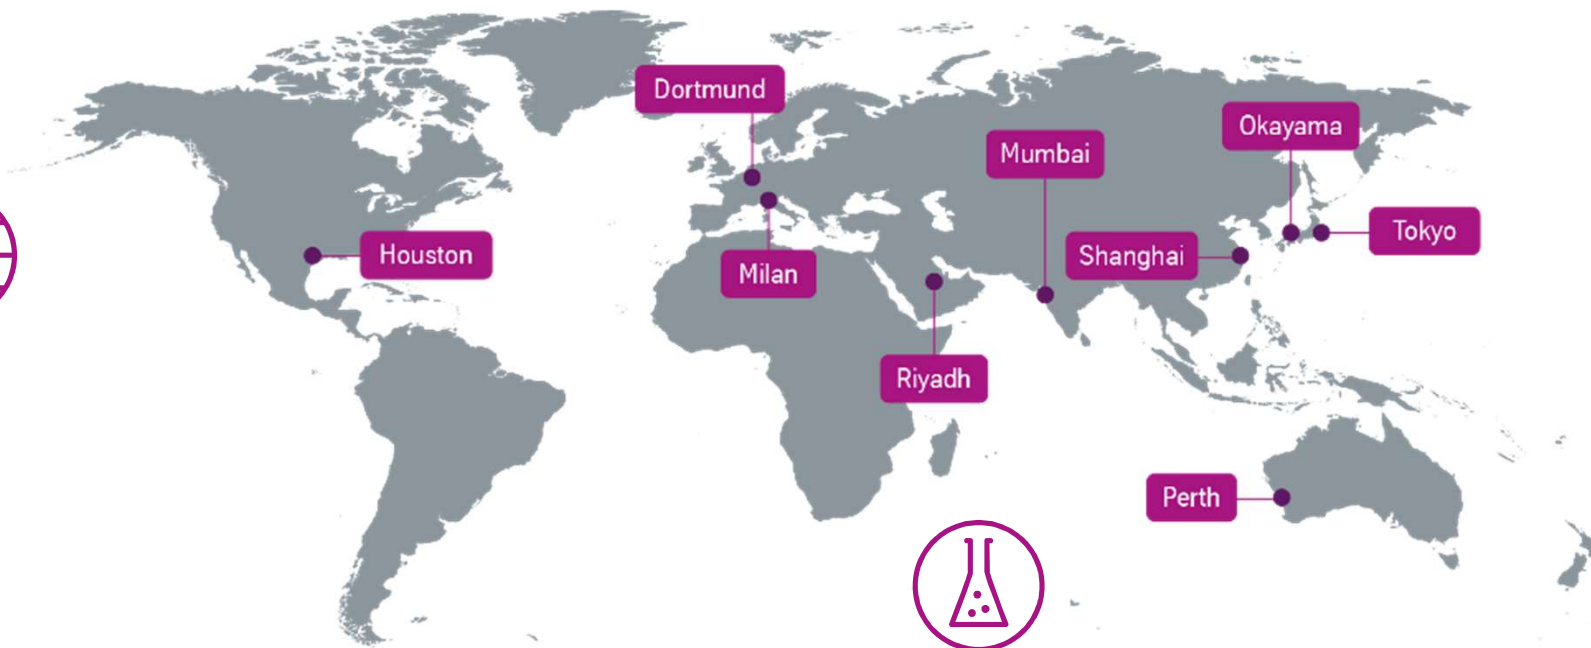 Dortmund
Okayama
Mumbai
Tokyo
Houston
Shanghai
Milan
Riyadh
Perth